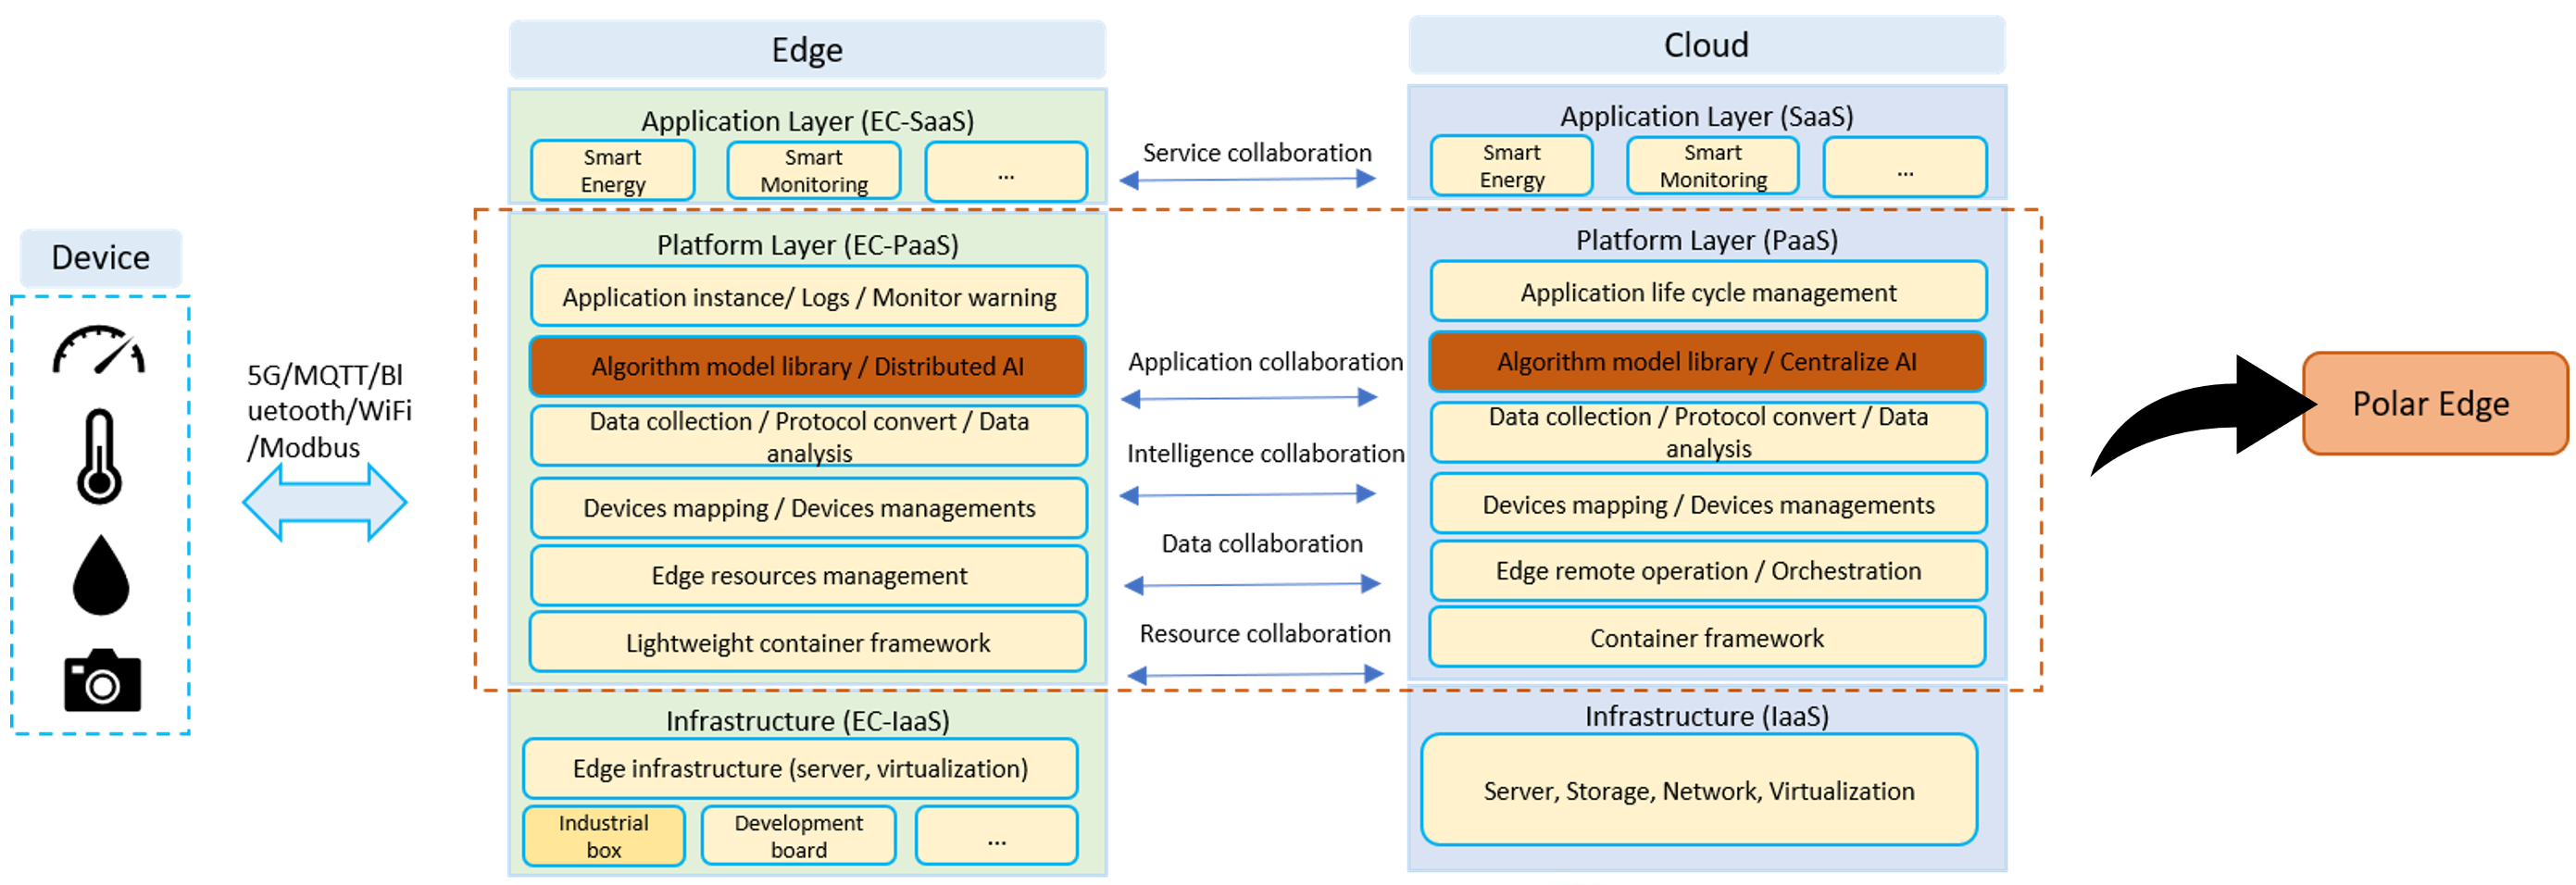 Device
5G/MQTT/Bl
uetooth/WiFi
/Modbus
Edge
Application Layer (EC-SaaS)
Smart
Energy
Smart
Monitoring
...
Platform Layer (EC-PaaS)
Application instance/ Logs / Monitor warning
Algorithm model library / Distributed AI
Data collection / Protocol convert / Data
analysis
Devices mapping / Devices managements
Edge resources management
Lightweight container framework
Infrastructure (EC-IaaS)
Edge infrastructure (server, virtualization)
Industrial
box
Development
board
...
Service collaboration
Application collaboration
Intelligence collaboration
Data collaboration
Resource collaboration
Cloud
Application Layer (SaaS)
Smart
Energy
Smart
Monitoring
...
Platform Layer (PaaS)
Application life cycle management
Algorithm model library / Centralize AI
Data collection / Protocol convert / Data
analysis
Devices mapping / Devices managements
Edge remote operation / Orchestration
Container framework
Infrastructure (IaaS)
Server, Storage, Network, Virtualization
Polar Edge